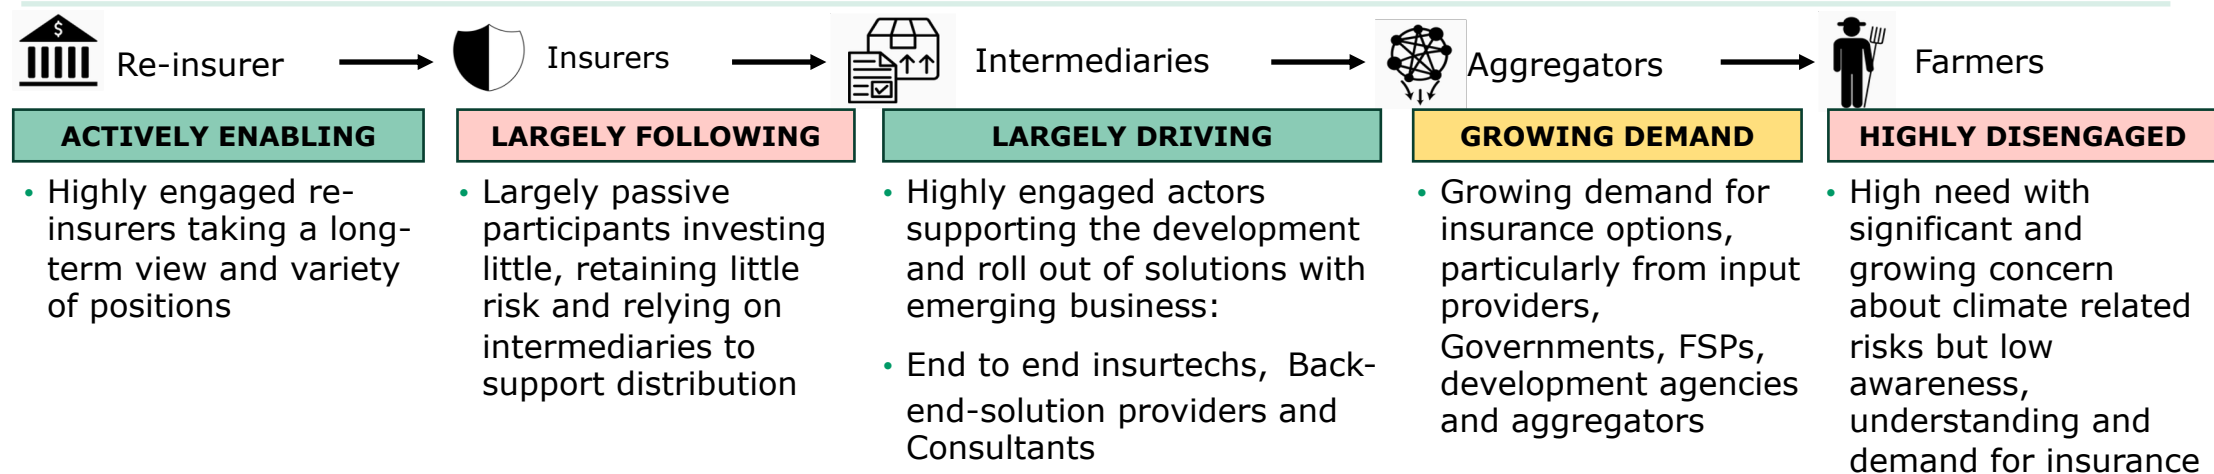 $
Re-insurer
Insurers
Intermediaries
Aggregators
Farmers
ACTIVELY ENABLING
• Highly engaged re-
insurers taking a long-
term view and variety
of positions
LARGELY FOLLOWING
• Largely passive
participants investing
little, retaining little
risk and relying on
intermediaries to
support distribution
LARGELY DRIVING
• Highly engaged actors
supporting the development
and roll out of solutions with
emerging business:
• End to end insurtechs, Back-
end-solution providers and
Consultants
GROWING DEMAND
• Growing demand for
insurance options,
particularly from input
providers,
Governments, FSPs,
development agencies
and aggregators
HIGHLY DISENGAGED
• High need with
significant and
growing concern
about climate related
risks but low
awareness,
understanding and
demand for insurance